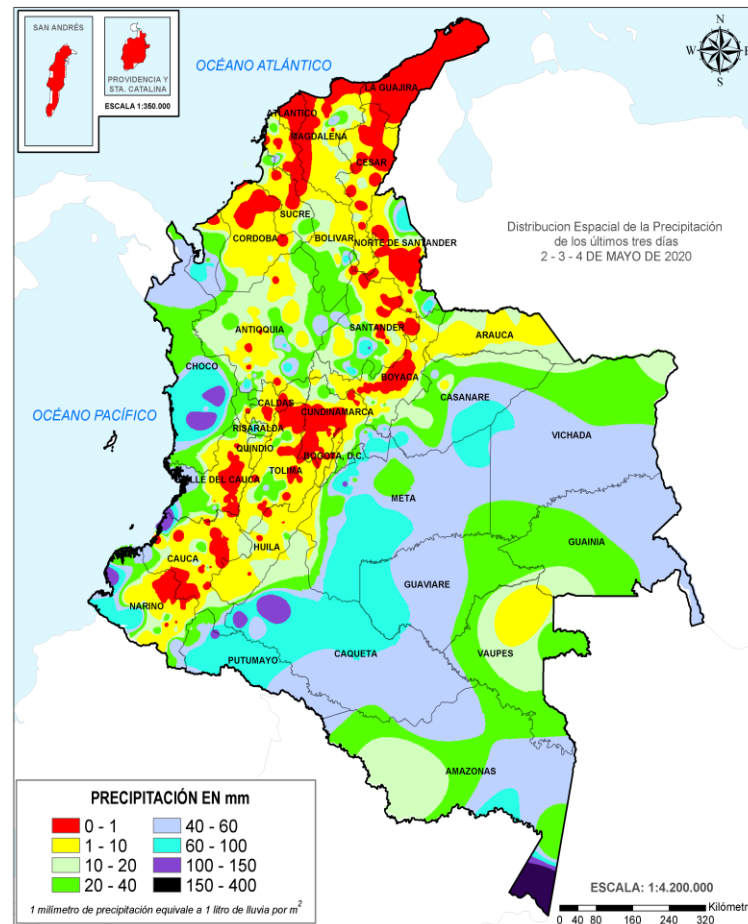 SAN ANDRÉS
PROVIDENCIA Y
STA. CATALINA
ESCALA 1:350.000
OCÉANO ATLÁNTICO
N
W
E
S
LA GUAJIRA
ATLANTICO
MAGDALENA
CESAR
SUCRE
CORDOBA
BOLIVAR
NORTE DE SANTANDER
Distribucion Espacial de la Precipitación
de los últimos tres días
2 - 3 - 4 DE MAYO DE 2020
ANTIOQUIA
SANTANDER
ARAUCA
CHOCO
BOYACA
CASANARE
OCÉANO PACÍFICO
CALDAS
CUNDINAMARCA
RISARALDA
VICHADA
QUINDIO
BOGOTA, D.C.
TOLIMA
VALLE DEL CAUCA
META
GUAINIA
HUILA
CAUCA
GUAVIARE
NARIÑO
VAUPES
CAQUETA
PUTUMAYO
AMAZONAS
PRECIPITACIÓN EN mm
0 - 1
40 - 60
1 - 10
60 - 100
10 - 20
100 - 150
20 - 40
150 - 400
1 milímetro de precipitación equivale a 1 litro de lluvia por m²
ESCALA: 1:4.200.000
Kilóme
0 40 80 160 240 320